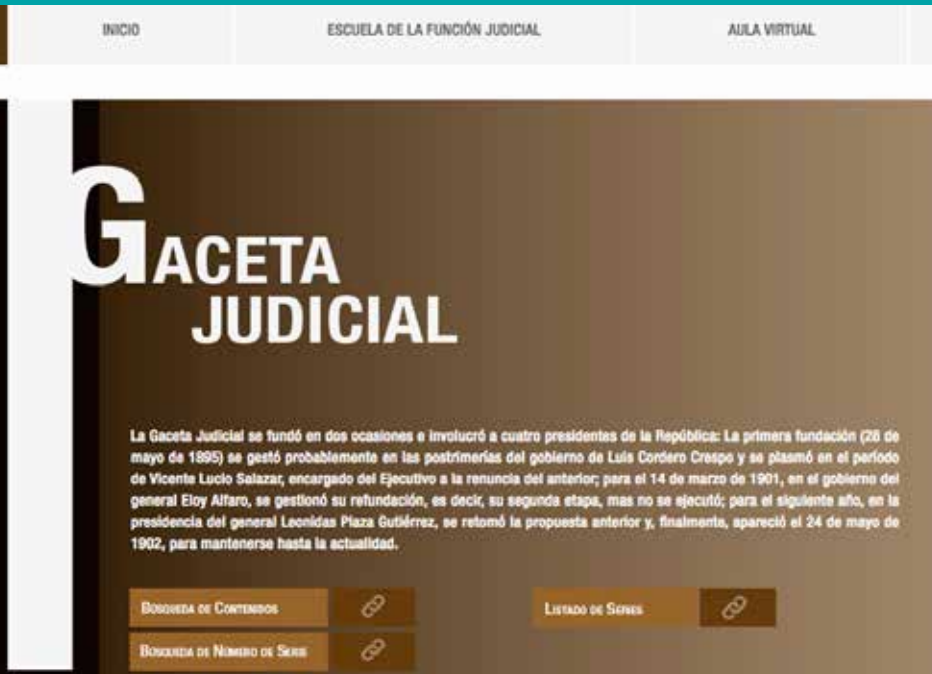 INICIO
ESCUELA DE LA FUNCIÓN JUDICIAL
AULA VIRTUAL
GACETA
JUDICIAL
La Gaceta Judicial se fundó en dos ocasiones e involucró a cuatro presidentes de la República: La primera fundación (28 de
mayo de 1895) se gestó probablemente en las postrimerías del gobierno de Luis Cordero Crespo y se plasmó en el período
de Vicente Lucio Salazar, encargado del Ejecutivo a la renuncia del anterior; para el 14 de marzo de 1901, en el gobierno del
general Eloy Alfaro, se gestionó su refundación, es decir, su segunda etapa, mas no se ejecutó; para el siguiente año, en la
presidencia del general Leonidas Plaza Gutiérrez, se retomó la propuesta anterior y, finalmente, apareció el 24 de mayo de
1902, para mantenerse hasta la actualidad.
BÚSQUEDA DE CONTENIDOS
LISTADO DE SERIES
BÚSQUEDA DE NÚMERO DE SERIE